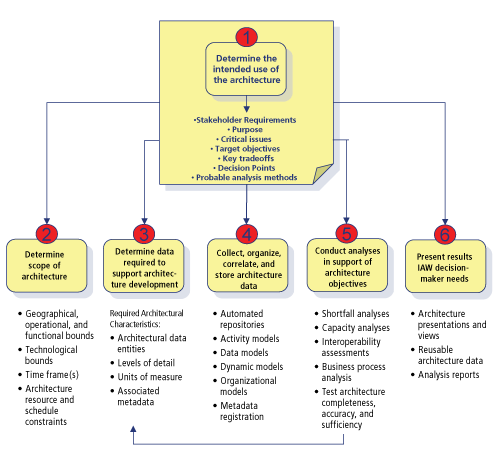 1
Determine the
intended use of
the architecture
•Stakeholder Requirements
• Purpose
• Critical issues
• Target objectives
• Key tradeoffs
• Decision Points
• Probable analysis methods
2
Determine
scope of
architecture
• Geographical,
operational, and
functional bounds
• Technological
bounds
• Time frame(s)
• Architecture
resource and
schedule
constraints
3
Determine data
required to
support architec-
ture development
Required Architectural
Characteristics:
• Architectural data
entities
• Levels of detail
• Units of measure
• Associated
metadata
4
Collect, organize,
correlate, and
store architecture
data
• Automated
repositories
• Activity models
• Data models
• Dynamic models
• Organizational
models
• Metadata
registration
5
Conduct analyses
in support of
architecture
objectives
• Shortfall analyses
• Capacity analyses
• Interoperability
assessments
• Business process
analysis
• Test architecture
completeness,
accuracy, and
sufficiency
6
Present results
IAW decision-
maker needs
• Architecture
presentations and
views
• Reusable
architecture data
• Analysis reports